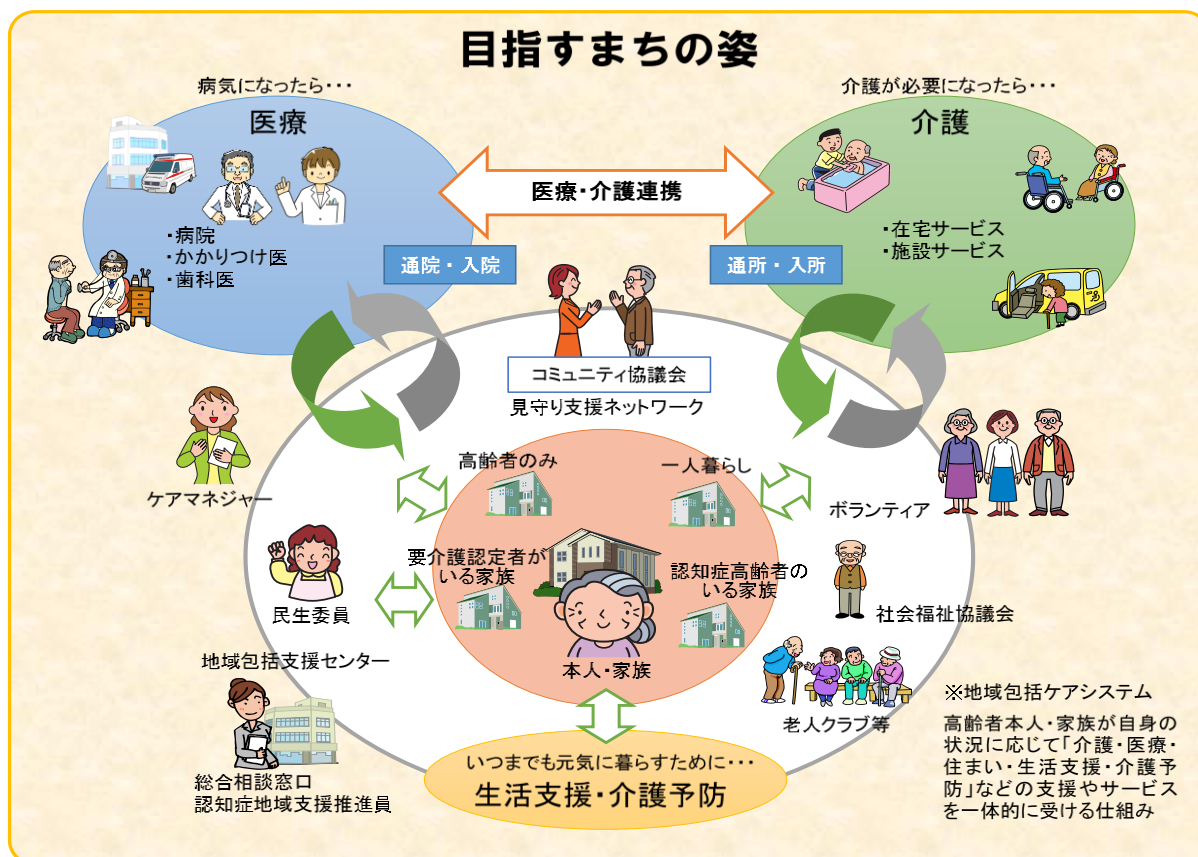 目指すまちの姿
病気になったら・・・
医療
・病院
・かかりつけ医
・歯科医
介護が必要になったら・・・
介護
・在宅サービス
・施設サービス
医療・介護連携
通院・入院
通所・入所
コミュニティ協議会
見守り支援ネットワーク
ケアマネジャー
高齢者のみ
一人暮らし
ボランティア
要介護認定者が
いる家族
認知症高齢者の
いる家族
民生委員
社会福祉協議会
本人・家族
地域包括支援センター
総合相談窓口
認知症地域支援推進員
老人クラブ等
いつまでも元気に暮らすために・・・
生活支援・介護予防
※地域包括ケアシステム
高齢者本人・家族が自身の
状況に応じて「介護・医療・
住まい・生活支援・介護予
防」などの支援やサービス
を一体的に受ける仕組み